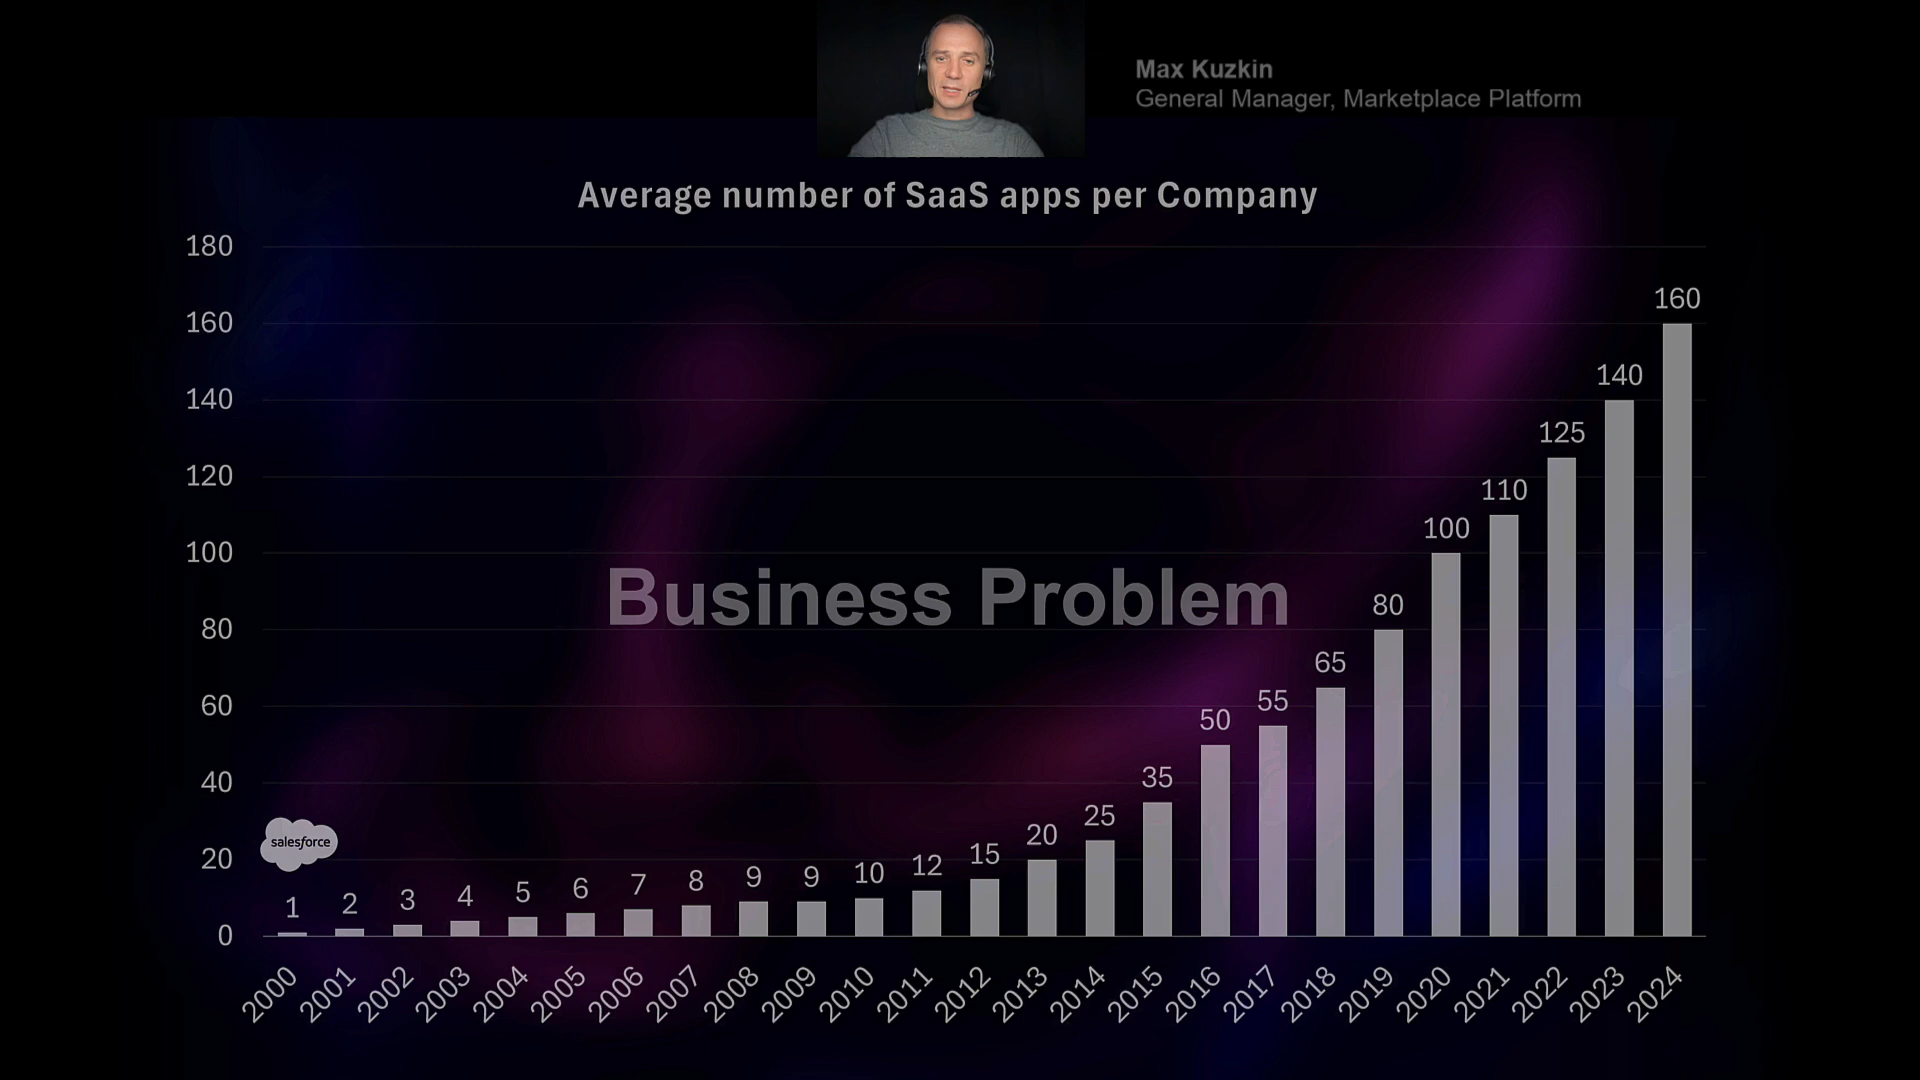 Max Kuzkin
General Manager, Marketplace Platform
Average number of SaaS apps per Company
180
160
140
120
100
80
60
40
20
0
Business Problem
salesforce
1 2 3 4 5 6 7 8 9 9 10 12 15 20 25 35 50 55 65 80 100 110 125 140 160
2000 2001 2002 2003 2004 2005 2006 2007 2008 2009 2010 2011 2012 2013 2014 2015 2016 2017 2018 2019 2020 2021 2022 2023 2024